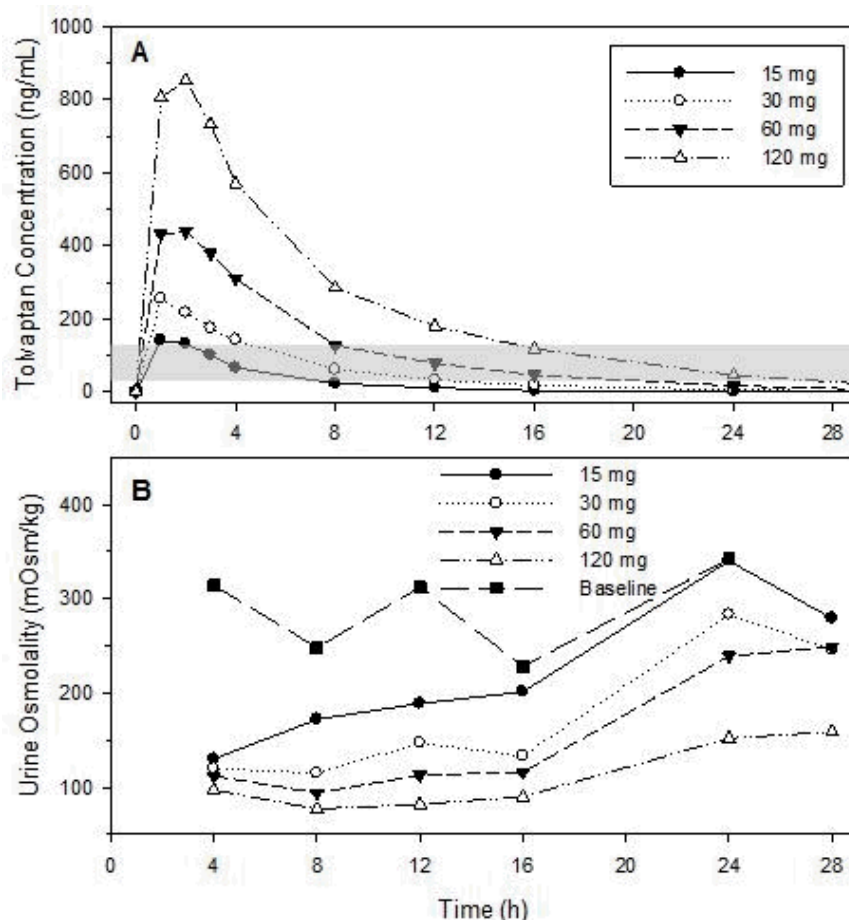 A
Tolvaptan Concentration (ng/mL)
1000
800
600
400
200
0
15 mg
30 mg
60 mg
120 mg
0 4 8 12 16 20 24 28
B
Urine Osmolality (mOsm/kg)
400
300
200
100
15 mg
30 mg
60 mg
120 mg
Baseline
0 4 8 12 16 20 24 28
Time (h)